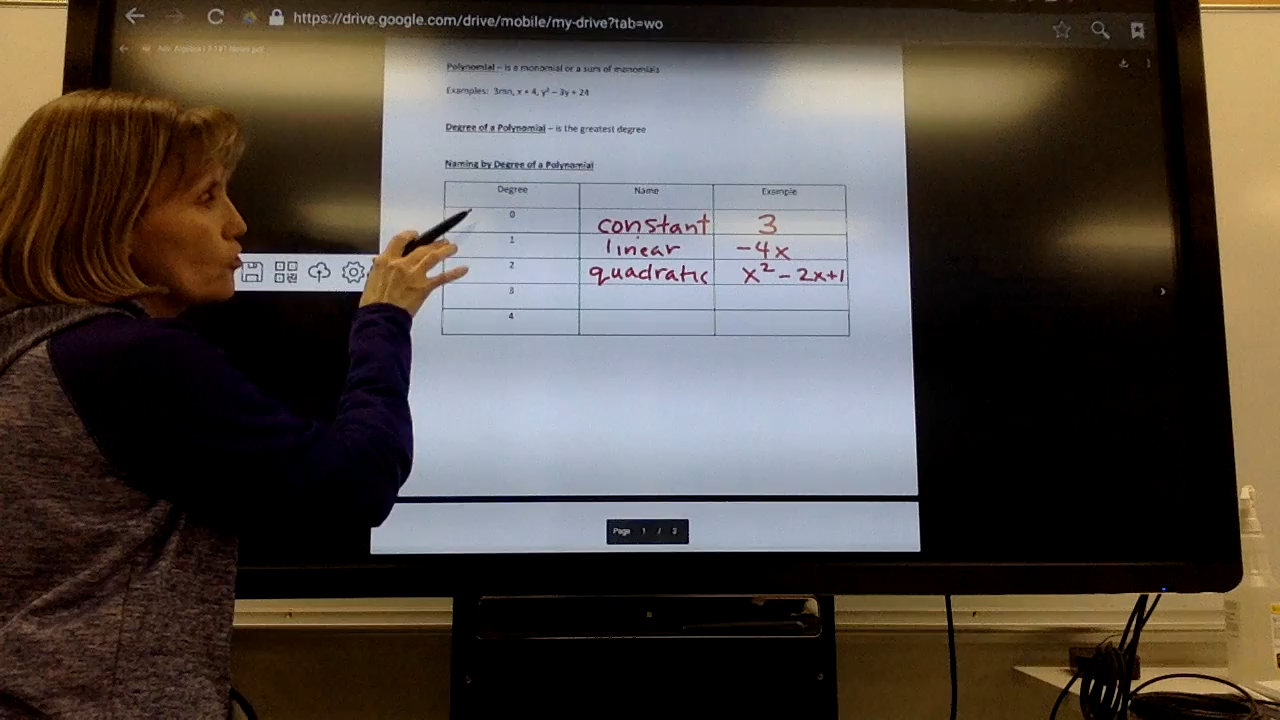 https://drive.google.com/drive/mobile/my-drive?tab=wo
Polynomial – is a monomial or a sum of monomials
Examples: 3mn, x + 4, y² – 3y + 24
Degree of a Polynomial – is the greatest degree
Naming by Degree of a Polynomial
Degree Name Example
0 constant 3
1 linear -4x
2 quadratic x² - 2x+1
3
4
Page 1 / 3